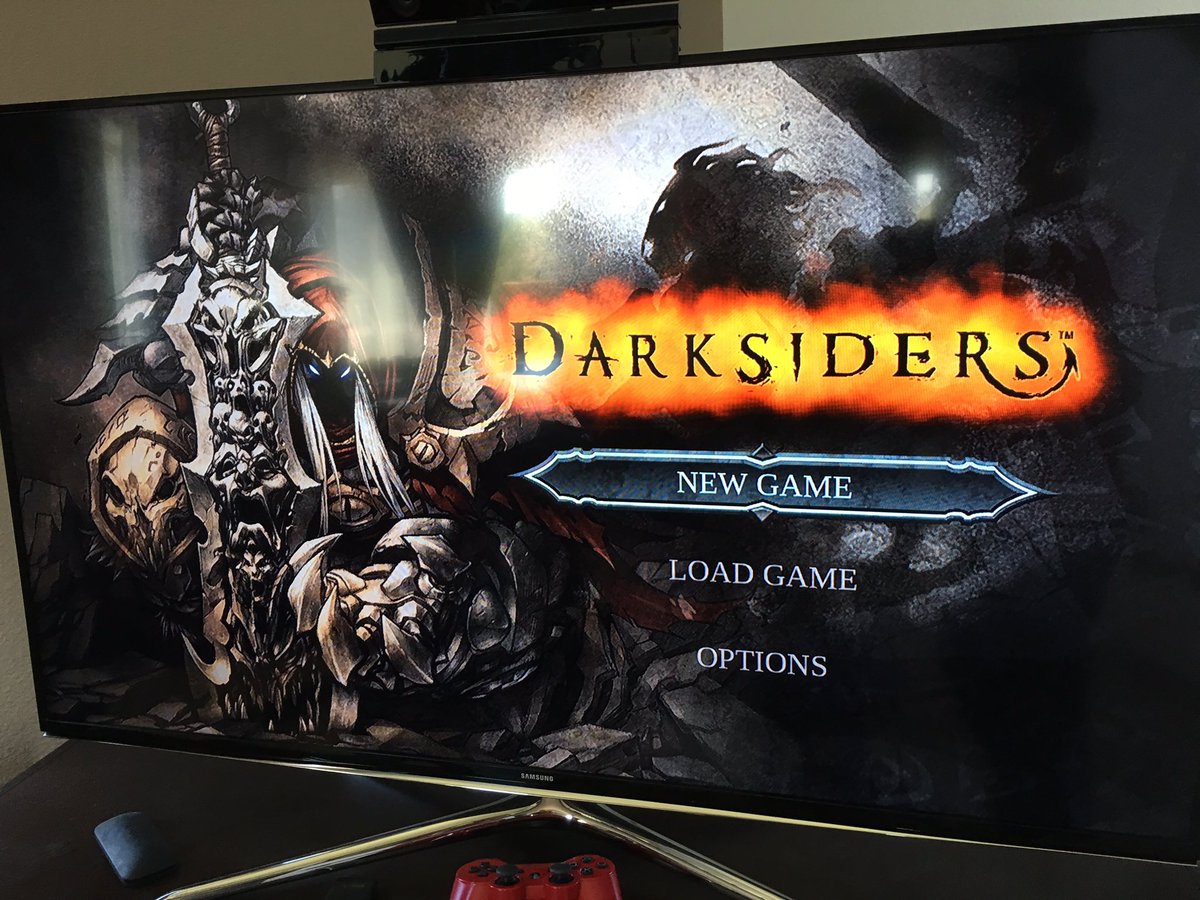 DARKSIDERS™
NEW GAME
LOAD GAME
OPTIONS
SAMSUNG